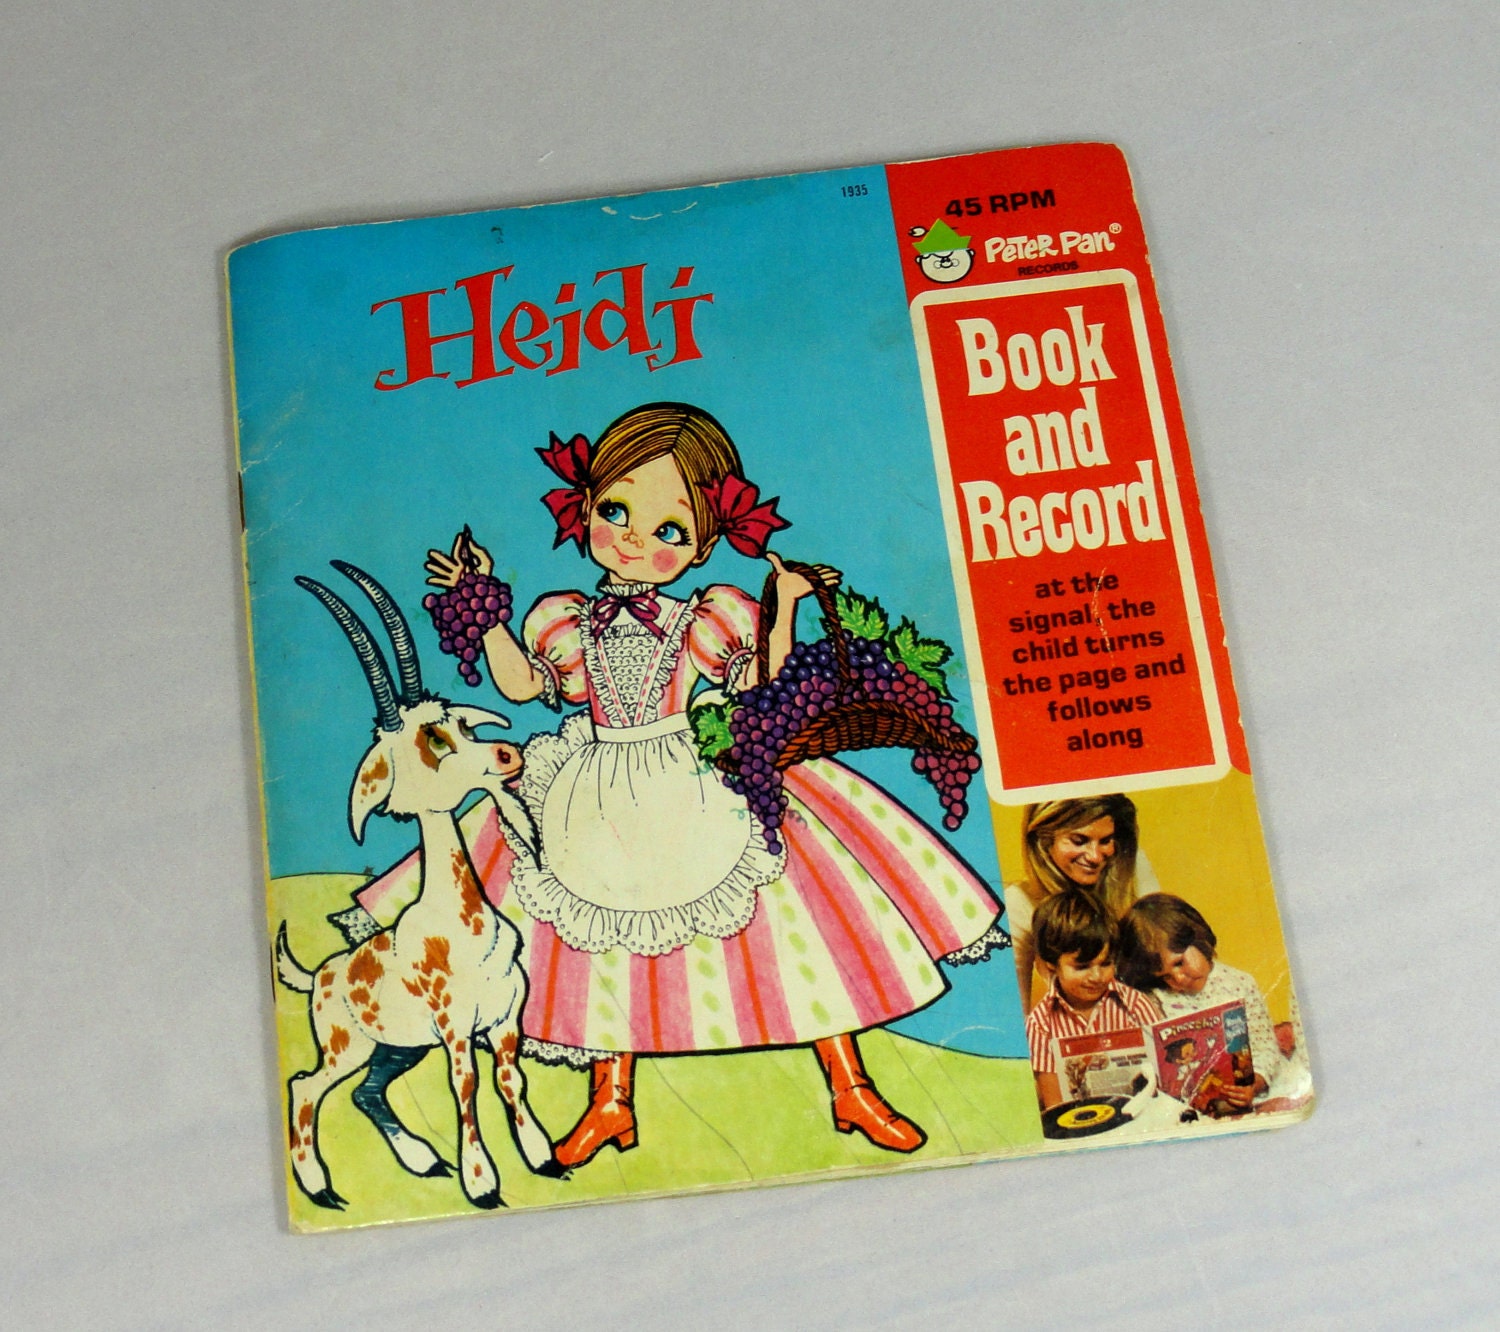 1935
Heidi
45 RPM
Peter Pan®
RECORDS
Book
and
Record
at the
signal, the
child turns
the page and
follows
along
PINOCCHIO